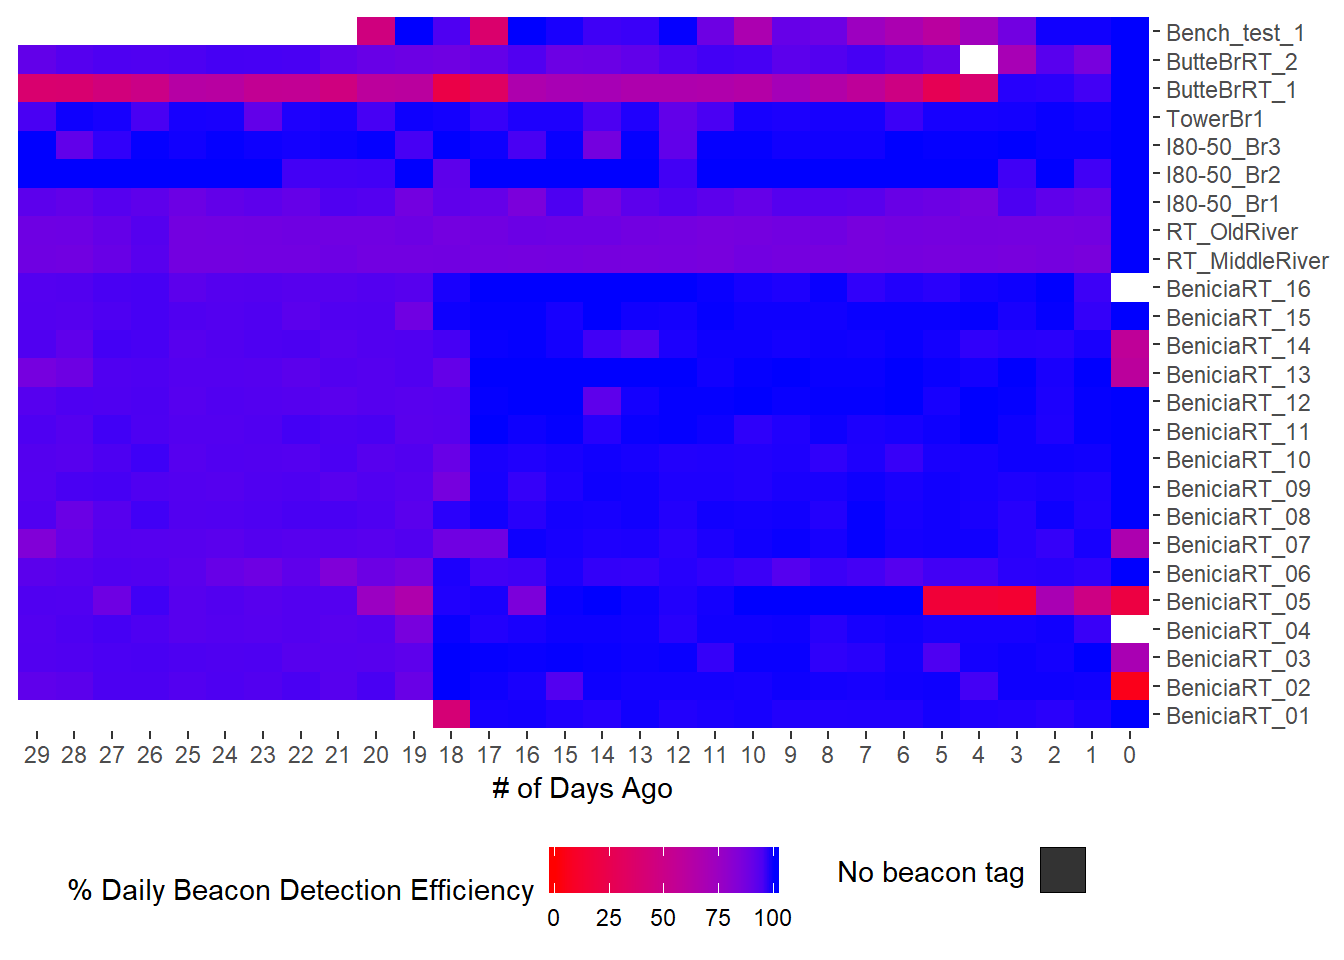 Bench_test_1
ButteBrRT_2
ButteBrRT_1
TowerBr1
I80-50_Br3
I80-50_Br2
I80-50_Br1
RT_OldRiver
RT_MiddleRiver
BeniciaRT_16
BeniciaRT_15
BeniciaRT_14
BeniciaRT_13
BeniciaRT_12
BeniciaRT_11
BeniciaRT_10
BeniciaRT_09
BeniciaRT_08
BeniciaRT_07
BeniciaRT_06
BeniciaRT_05
BeniciaRT_04
BeniciaRT_03
BeniciaRT_02
BeniciaRT_01
29 28 27 26 25 24 23 22 21 20 19 18 17 16 15 14 13 12 11 10 9 8 7 6 5 4 3 2 1 0
# of Days Ago
% Daily Beacon Detection Efficiency
0 25 50 75 100
No beacon tag